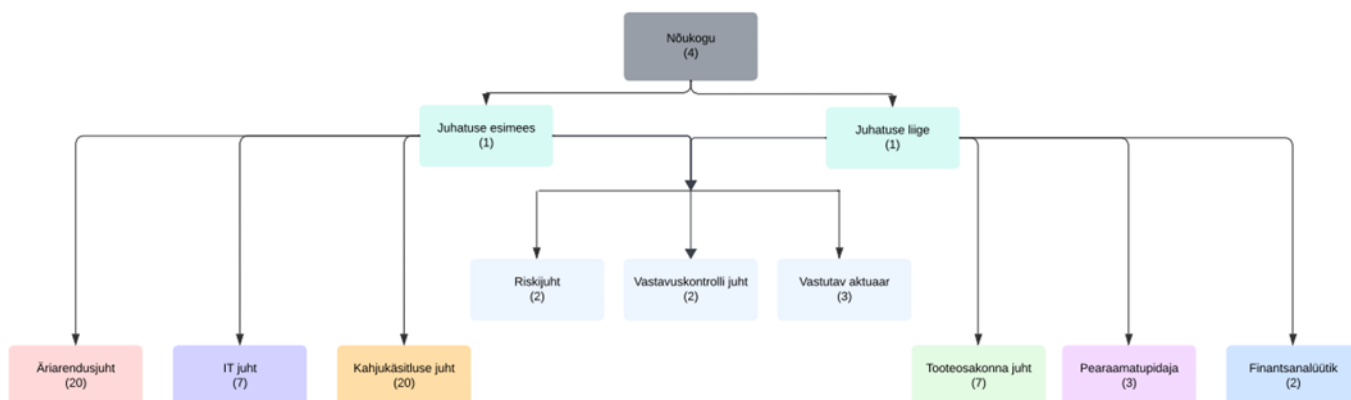 Nõukogu
(4)
Juhatuse esimees
(1)
Juhatuse liige
(1)
Riskijuht
(2)
Vastavuskontrolli juht
(2)
Vastutav aktuaar
(3)
Äriarendusjuht
(20)
IT juht
(7)
Kahjukäsitluse juht
(20)
Tooteosakonna juht
(7)
Pearaamatupidaja
(3)
Finantsanalüütik
(2)